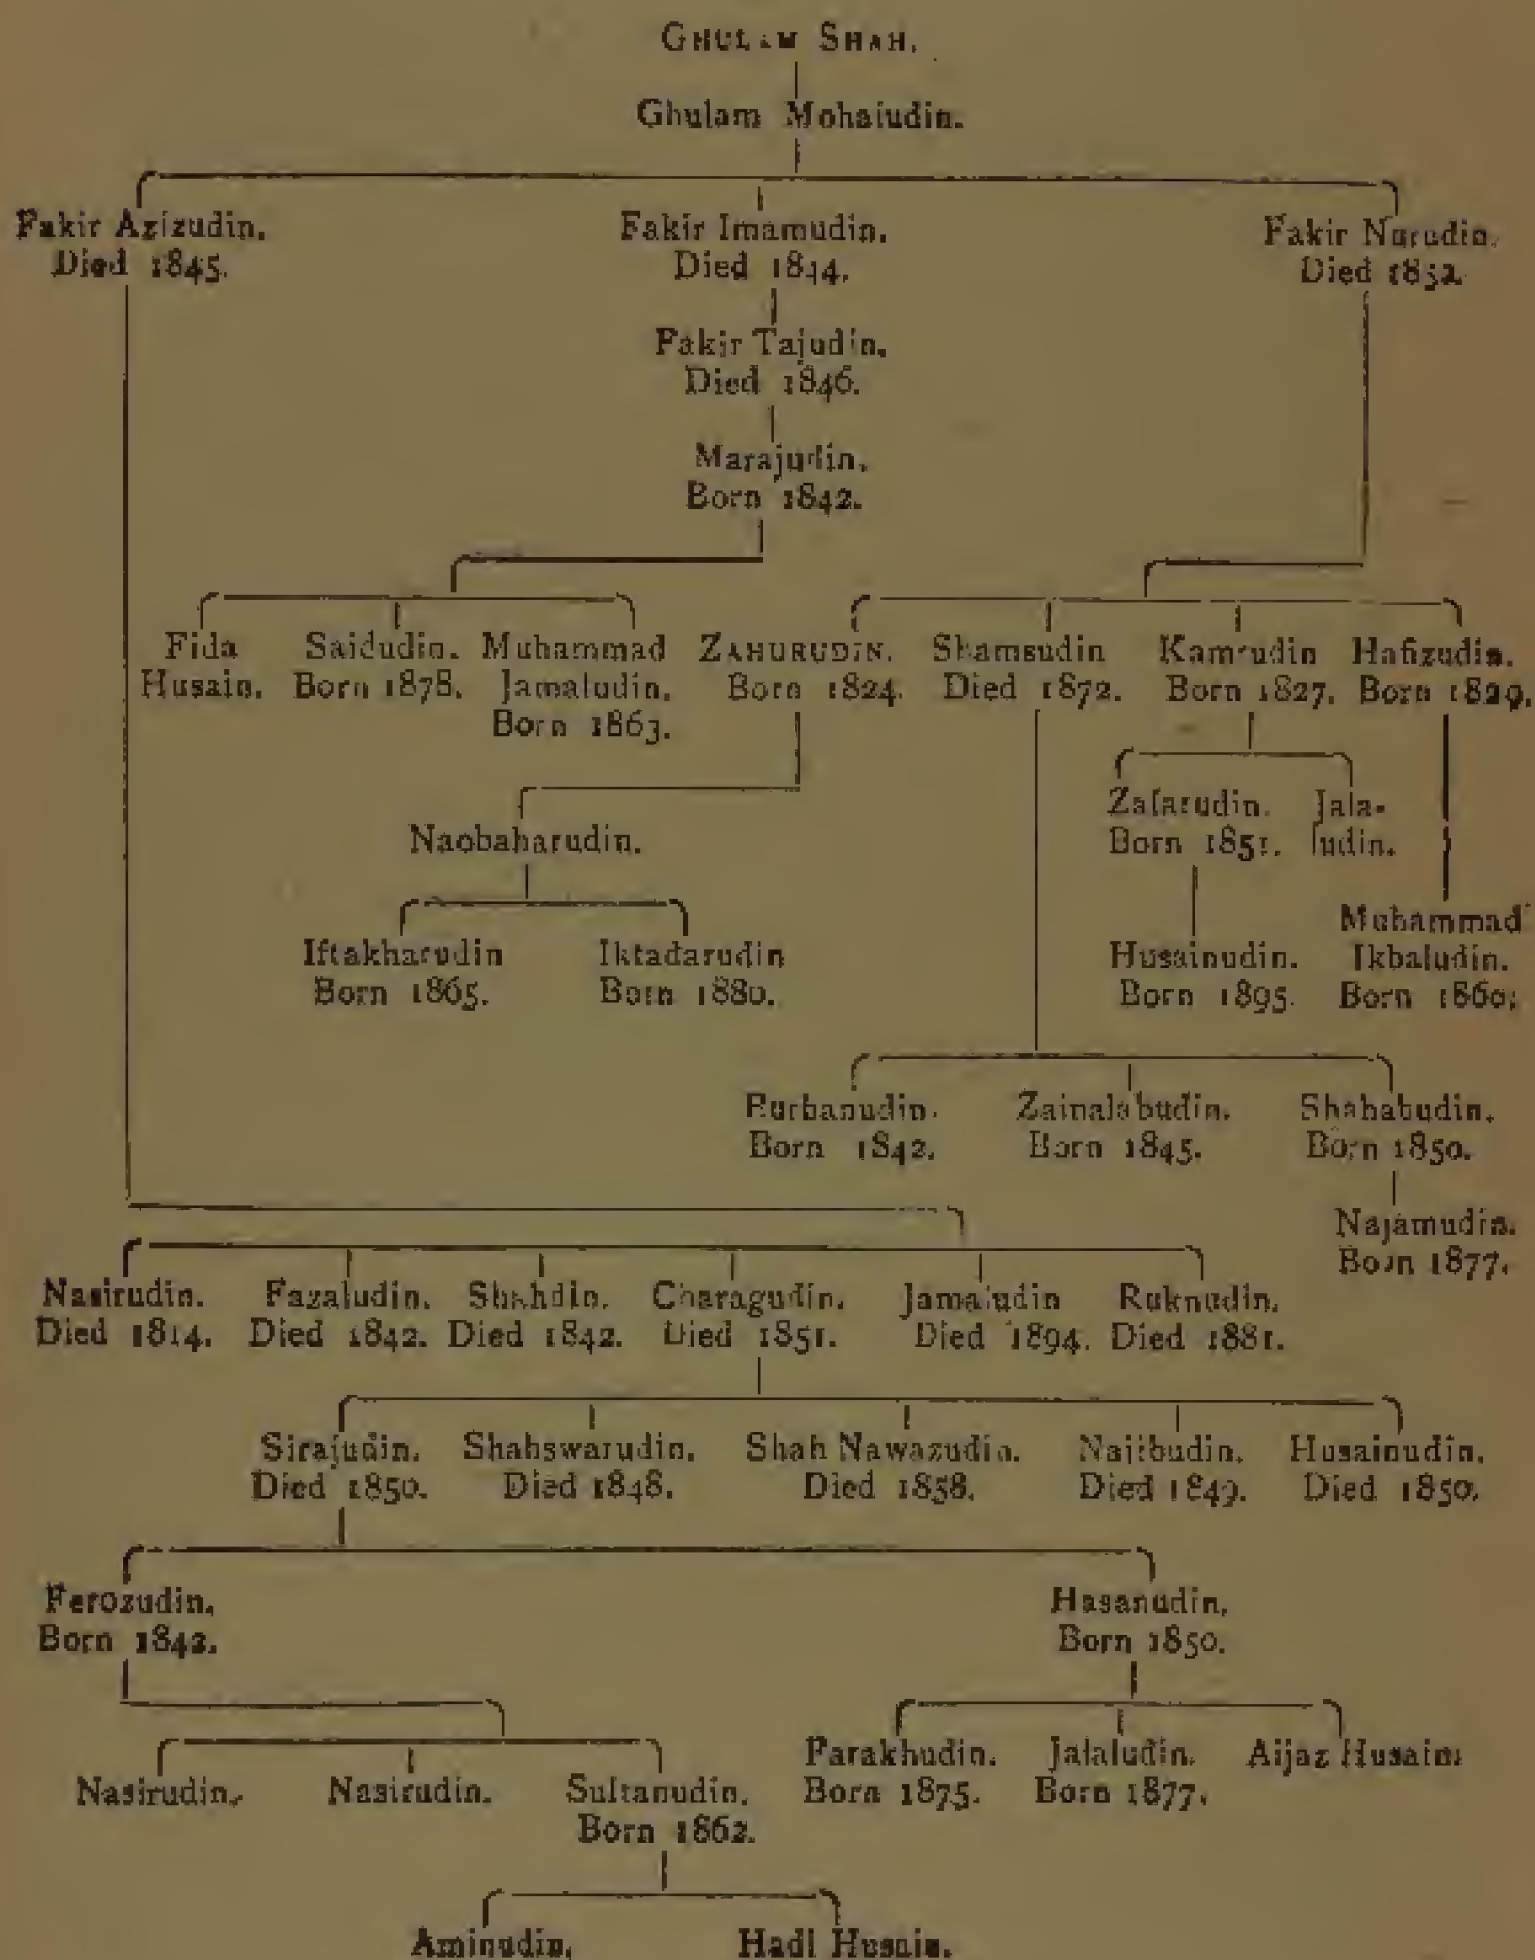 GHULAM SHAH.
Ghulam Mohaiudin.
Fakir Azizudin. Fakir Imamudin. Fakir Nurudin.
Died 1845. Died 1844. Died 1852.
Fakir Tajudin.
Died 1846.
Marajudin.
Born 1842.
Fida Saidudin. Muhammad ZAHURUDIN. Shamsudin Kamrudin Hafizudin.
Husain. Born 1878. Jamaludin. Born 1824. Died 1872. Born 1827. Born 1829.
Born 1863.
Zafarudin. Jala-
Naobaharudin. Born 1851. ludin.
Muhammad
Iftakharudin Iktadarudin Husainudin. Ikbaludin.
Born 1865. Born 1880. Born 1895. Born 1860.
Burhanudin. Zainalabudin. Shahabudin.
Born 1842. Born 1845. Born 1850.
Najamudin.
Born 1877.
Nasirudin. Fazaludin. Shahdin. Charagudin. Jamaludin Ruknudin.
Died 1814. Died 1842. Died 1842. Died 1851. Died 1894. Died 1881.
Sirajudin. Shahswarudin. Shah Nawazudin. Najibudin. Husainudin.
Died 1850. Died 1848. Died 1858. Died 1849. Died 1850.
Ferozudin. Hasanudin.
Born 1842. Born 1850.
Farakhudin. Jalaludin. Aijaz Husain.
Nasirudin. Nasirudin. Sultanudin. Born 1875. Born 1877.
Born 1862.
Aminudin. Hadi Husain.